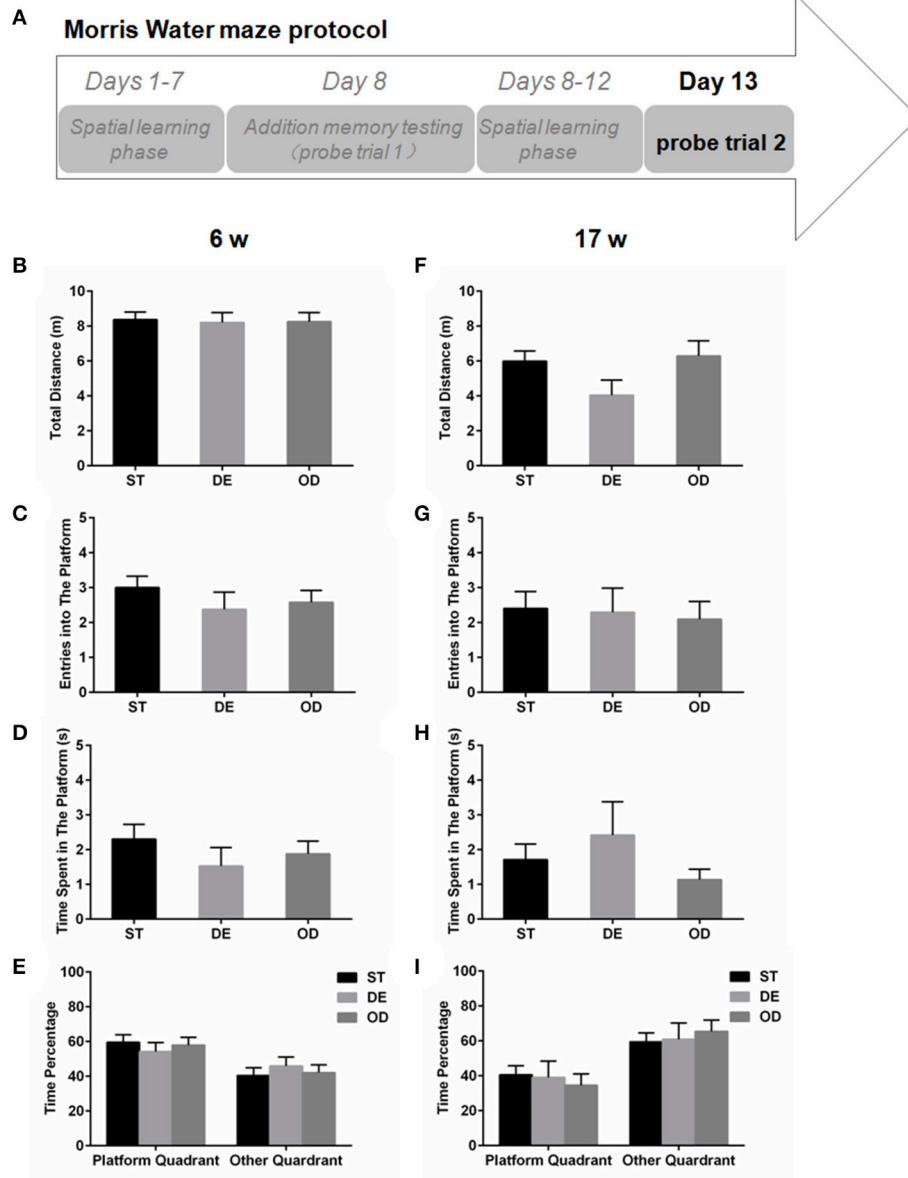 A
Morris Water maze protocol
Days 1-7
Day 8
Days 8-12
Day 13
Spatial learning
phase
Addition memory testing
（probe trial 1）
Spatial learning
phase
probe trial 2
6 w
17 w
B
Total Distance (m)
10
8
6
4
2
0
ST DE OD
F
Total Distance (m)
10
8
6
4
2
0
ST DE OD
C
Entries into The Platform
5
4
3
2
1
0
ST DE OD
G
Entries into The Platform
5
4
3
2
1
0
ST DE OD
D
Time Spent in The Platform (s)
5
4
3
2
1
0
ST DE OD
H
Time Spent in The Platform (s)
5
4
3
2
1
0
ST DE OD
E
Time Percentage
100
80
60
40
20
0
ST
DE
OD
Platform Quadrant Other Quardrant
I
Time Percentage
100
80
60
40
20
0
ST
DE
OD
Platform Quadrant Other Quardrant